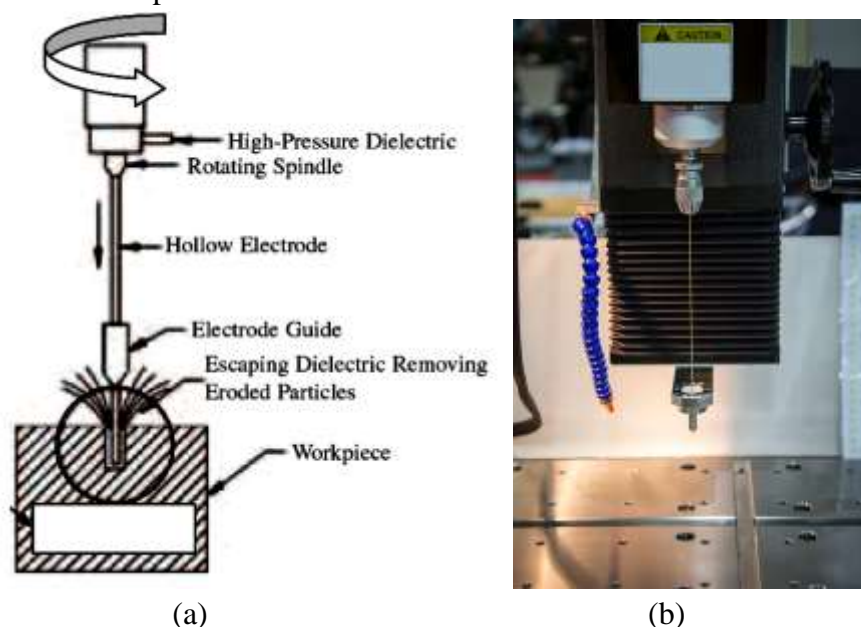 High-Pressure Dielectric
Rotating Spindle
Hollow Electrode
Electrode Guide
Escaping Dielectric Removing
Eroded Particles
Workpiece
CAUTION
(a)
(b)